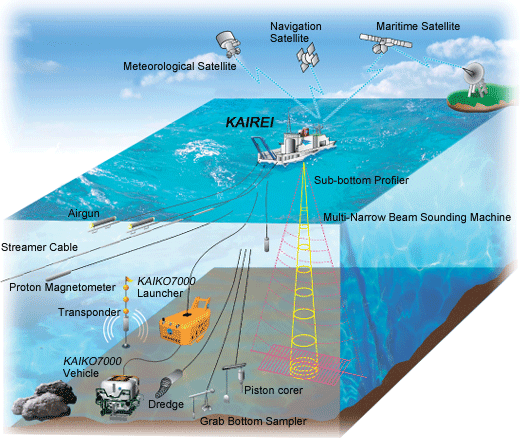 Navigation
Satellite
Maritime Satellite
Meteorological Satellite
KAIREI
Sub-bottom Profiler
Airgun
Multi-Narrow Beam Sounding Machine
Streamer Cable
Proton Magnetometer
KAIKO7000
Launcher
Transponder
KAIKO7000
Vehicle
Piston corer
Dredge
Grab Bottom Sampler